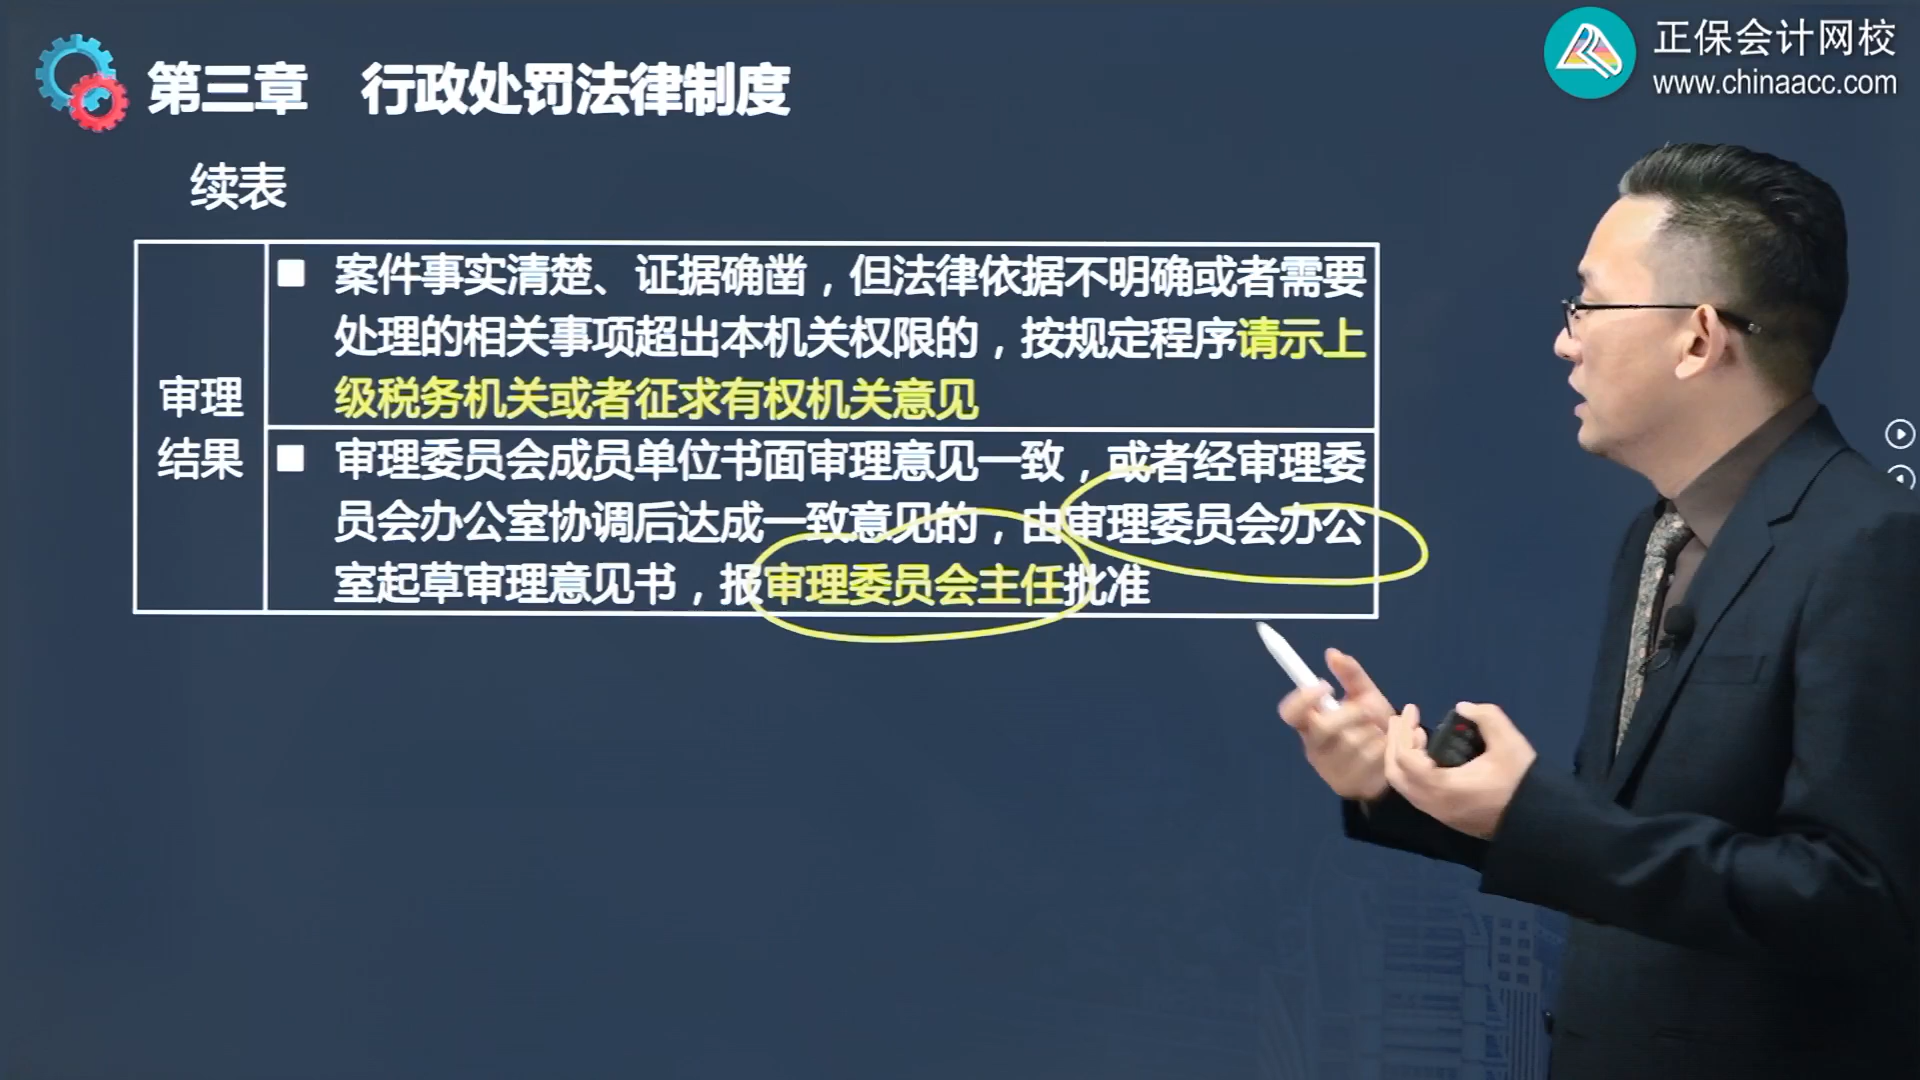 正保会计网校
www.chinaacc.com
第三章　行政处罚法律制度
续表
审理
结果
案件事实清楚、证据确凿，但法律依据不明确或者需要
处理的相关事项超出本机关权限的，按规定程序请示上
级税务机关或者征求有权机关意见
审理委员会成员单位书面审理意见一致，或者经审理委
员会办公室协调后达成一致意见的，由审理委员会办公
室起草审理意见书，报审理委员会主任批准